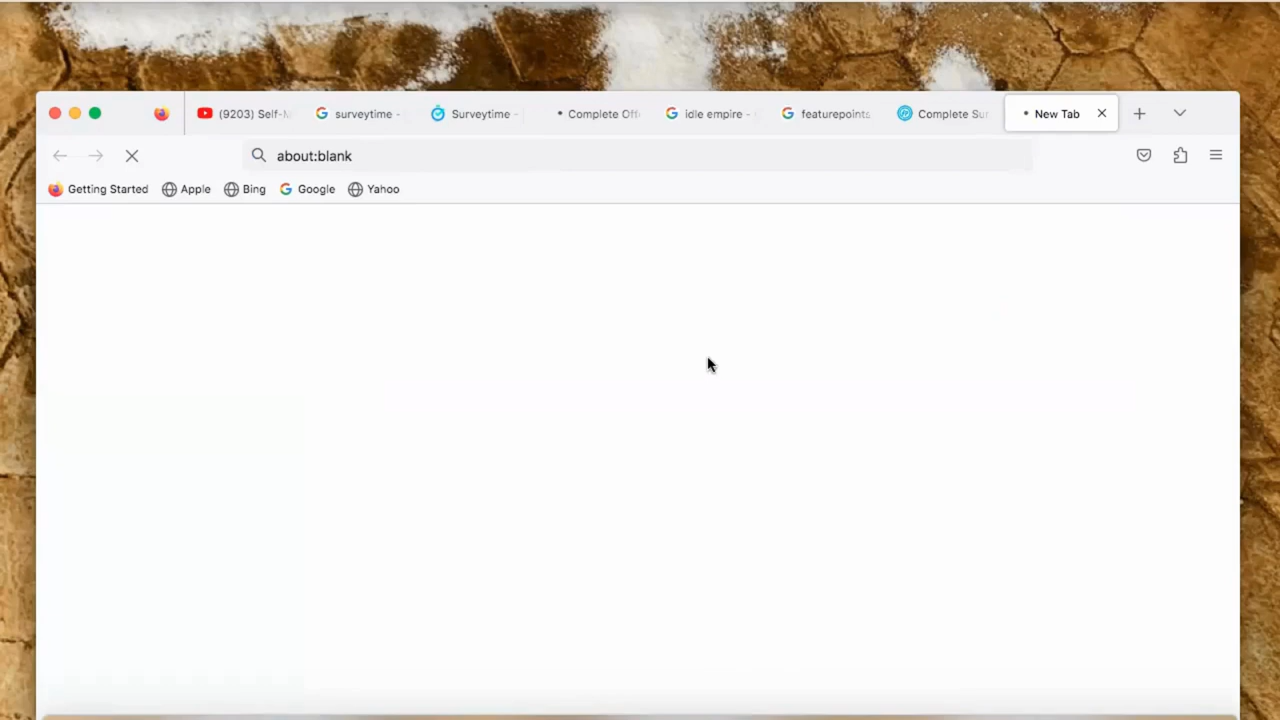 (9203) Self-M
surveytime -
Surveytime -
Complete Off
idle empire -
featurepoints
Complete Sur
New Tab
about:blank
Getting Started Apple Bing Google Yahoo